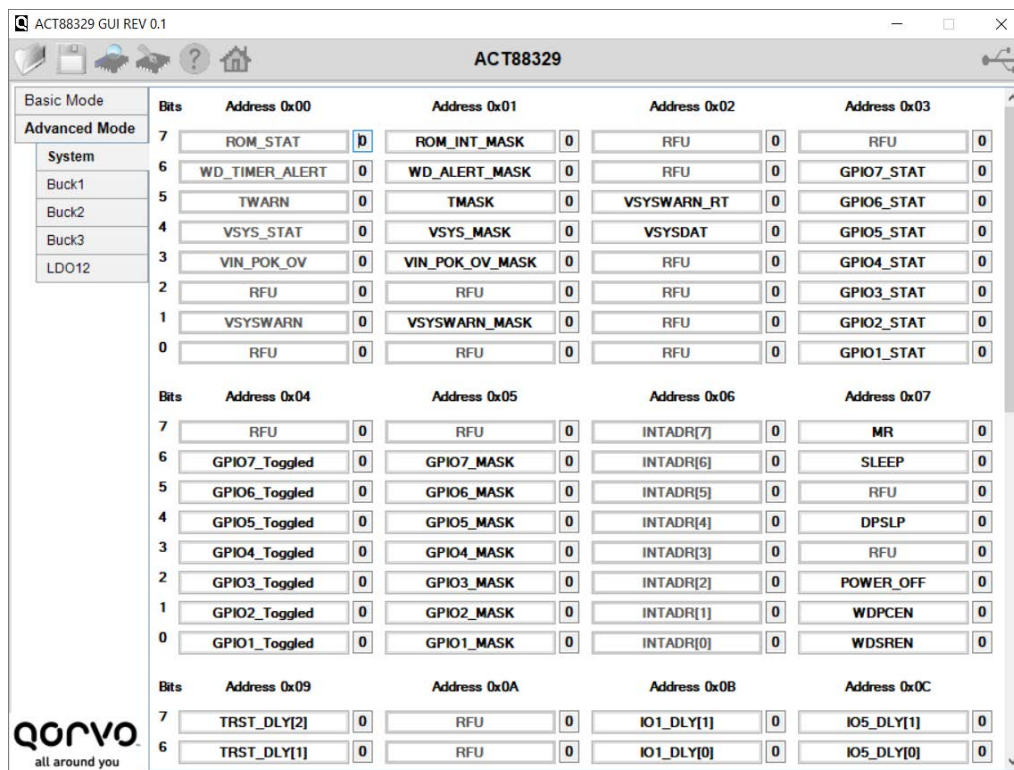 ACT88329 GUI REV 0.1
ACT88329
Basic Mode
Advanced Mode
System
Buck1
Buck2
Buck3
LDO12
Bits Address 0x00 Address 0x01 Address 0x02 Address 0x03
7 ROM_STAT 0 ROM_INT_MASK 0 RFU 0 RFU 0
6 WD_TIMER_ALERT 0 WD_ALERT_MASK 0 RFU 0 GPIO7_STAT 0
5 TWARN 0 TMASK 0 VSYSWARN_RT 0 GPIO6_STAT 0
4 VSYS_STAT 0 VSYS_MASK 0 VSYSDAT 0 GPIO5_STAT 0
3 VIN_POK_OV 0 VIN_POK_OV_MASK 0 RFU 0 GPIO4_STAT 0
2 RFU 0 RFU 0 RFU 0 GPIO3_STAT 0
1 VSYSWARN 0 VSYSWARN_MASK 0 RFU 0 GPIO2_STAT 0
0 RFU 0 RFU 0 RFU 0 GPIO1_STAT 0
Bits Address 0x04 Address 0x05 Address 0x06 Address 0x07
7 RFU 0 RFU 0 INTADR[7] 0 MR 0
6 GPIO7_Toggled 0 GPIO7_MASK 0 INTADR[6] 0 SLEEP 0
5 GPIO6_Toggled 0 GPIO6_MASK 0 INTADR[5] 0 RFU 0
4 GPIO5_Toggled 0 GPIO5_MASK 0 INTADR[4] 0 DPSLP 0
3 GPIO4_Toggled 0 GPIO4_MASK 0 INTADR[3] 0 RFU 0
2 GPIO3_Toggled 0 GPIO3_MASK 0 INTADR[2] 0 POWER_OFF 0
1 GPIO2_Toggled 0 GPIO2_MASK 0 INTADR[1] 0 WDPCEN 0
0 GPIO1_Toggled 0 GPIO1_MASK 0 INTADR[0] 0 WDSREN 0
Bits Address 0x09 Address 0x0A Address 0x0B Address 0x0C
7 TRST_DLY[2] 0 RFU 0 IO1_DLY[1] 0 IO5_DLY[1] 0
6 TRST_DLY[1] 0 RFU 0 IO1_DLY[0] 0 IO5_DLY[0] 0
QORVO
all around you